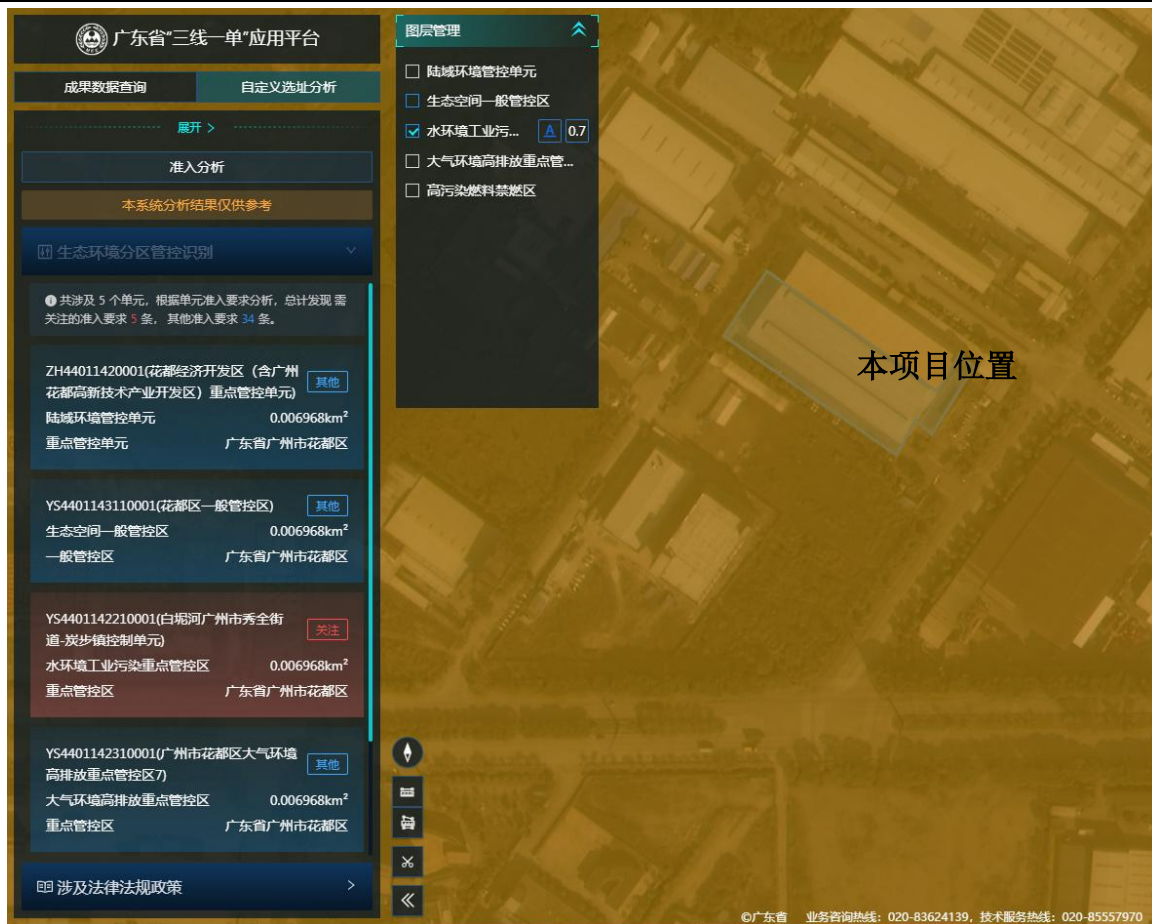 广东省"三线一单"应用平台
成果数据查询
自定义选址分析
展开 >
准入分析
本系统分析结果仅供参考
生态环境分区管控识别
共涉及 5 个单元，根据单元准入要求分析，总计发现 需
关注的准入要求 5 条，其他准入要求 34 条。
ZH44011420001(花都经济开发区（含广州
花都高新技术产业开发区）重点管控单元)
其他
陆域环境管控单元 0.006968km²
重点管控单元 广东省广州市花都区
YS4401143110001(花都区一般管控区)
其他
生态空间一般管控区 0.006968km²
一般管控区 广东省广州市花都区
YS4401142210001(白坭河广州市秀全街
道-炭步镇控制单元)
关注
水环境工业污染重点管控区 0.006968km²
重点管控区 广东省广州市花都区
YS4401142310001(广州市花都区大气环境
高排放重点管控区7)
其他
大气环境高排放重点管控区 0.006968km²
重点管控区 广东省广州市花都区
涉及法律法规政策 >
图层管理
陆域环境管控单元
生态空间一般管控区
水环境工业污... A 0.7
大气环境高排放重点管...
高污染燃料禁燃区
本项目位置
©广东省 业务咨询热线：020-83624139，技术服务热线：020-85557970